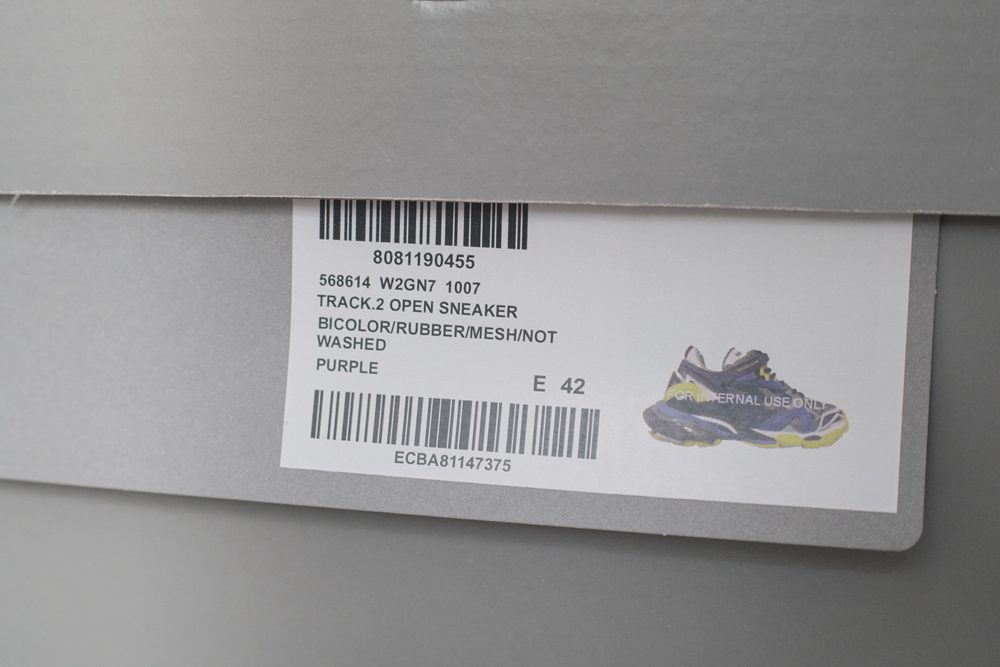 8081190455
568614 W2GN7 1007
TRACK.2 OPEN SNEAKER
BICOLOR/RUBBER/MESH/NOT
WASHED
PURPLE
E 42
FOR INTERNAL USE ONLY
ECBA81147375